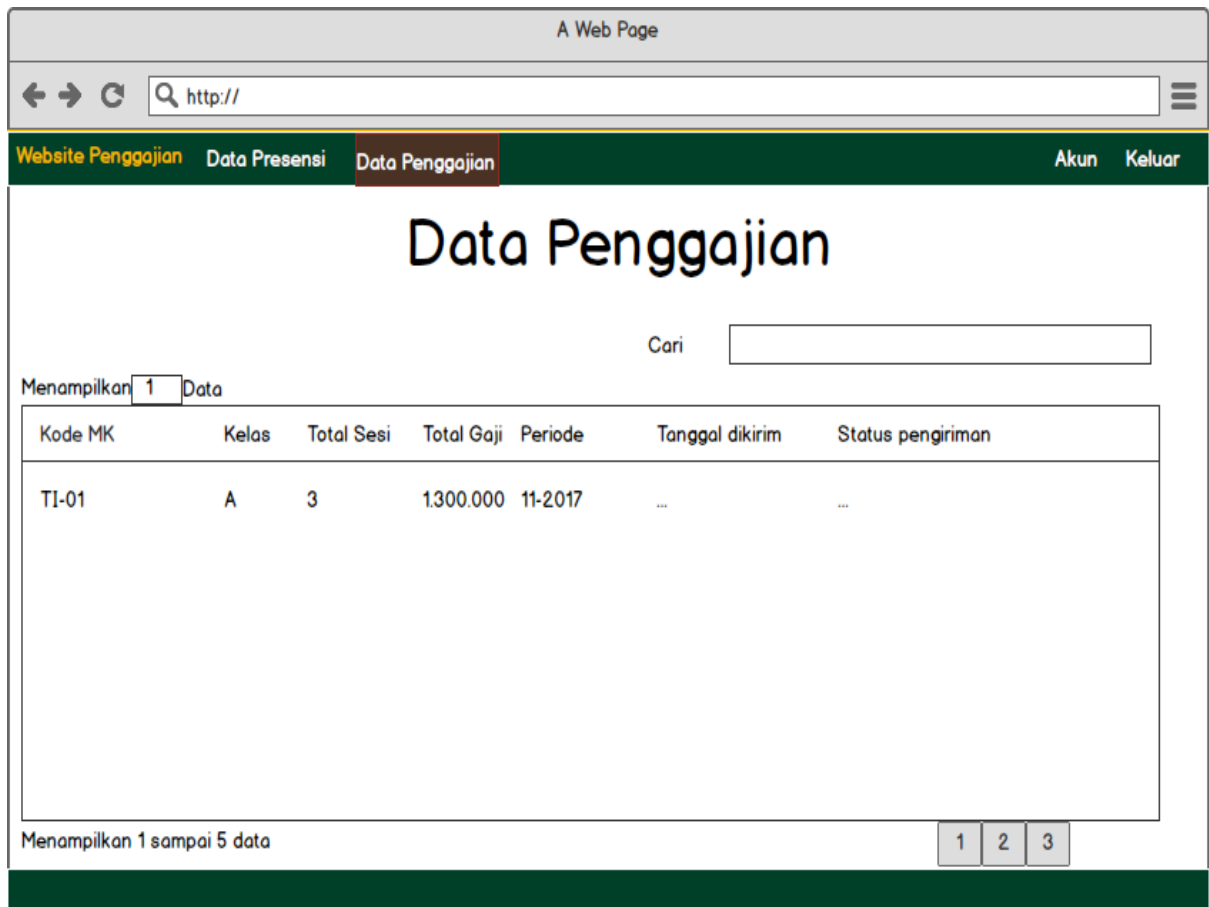 A Web Page
http://
Website Penggajian Data Presensi Data Penggajian Akun Keluar
Data Penggajian
Cari
Menampilkan 1 Data
Kode MK Kelas Total Sesi Total Gaji Periode Tanggal dikirim Status pengiriman
TI-01 A 3 1.300.000 11-2017 ... ...
Menampilkan 1 sampai 5 data 1 2 3